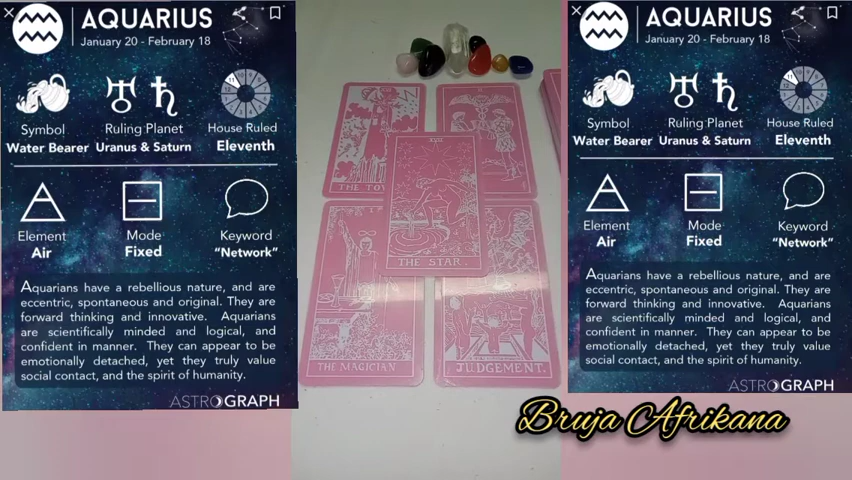 AQUARIUS
January 20 - February 18
Symbol
Water Bearer
Ruling Planet
Uranus & Saturn
House Ruled
Eleventh
Element
Air
Mode
Fixed
Keyword
“Network”
Aquarians have a rebellious nature, and are
eccentric, spontaneous and original. They are
forward thinking and innovative. Aquarians
are scientifically minded and logical, and
confident in manner. They can appear to be
emotionally detached, yet they truly value
social contact, and the spirit of humanity.
ASTROGRAPH
THE STAR
THE MAGICIAN
JUDGEMENT.
AQUARIUS
January 20 - February 18
Symbol
Water Bearer
Ruling Planet
Uranus & Saturn
House Ruled
Eleventh
Element
Air
Mode
Fixed
Keyword
“Network”
Aquarians have a rebellious nature, and are
eccentric, spontaneous and original. They are
forward thinking and innovative. Aquarians
are scientifically minded and logical, and
confident in manner. They can appear to be
emotionally detached, yet they truly value
social contact, and the spirit of humanity.
ASTROGRAPH
Bruja Afrikana